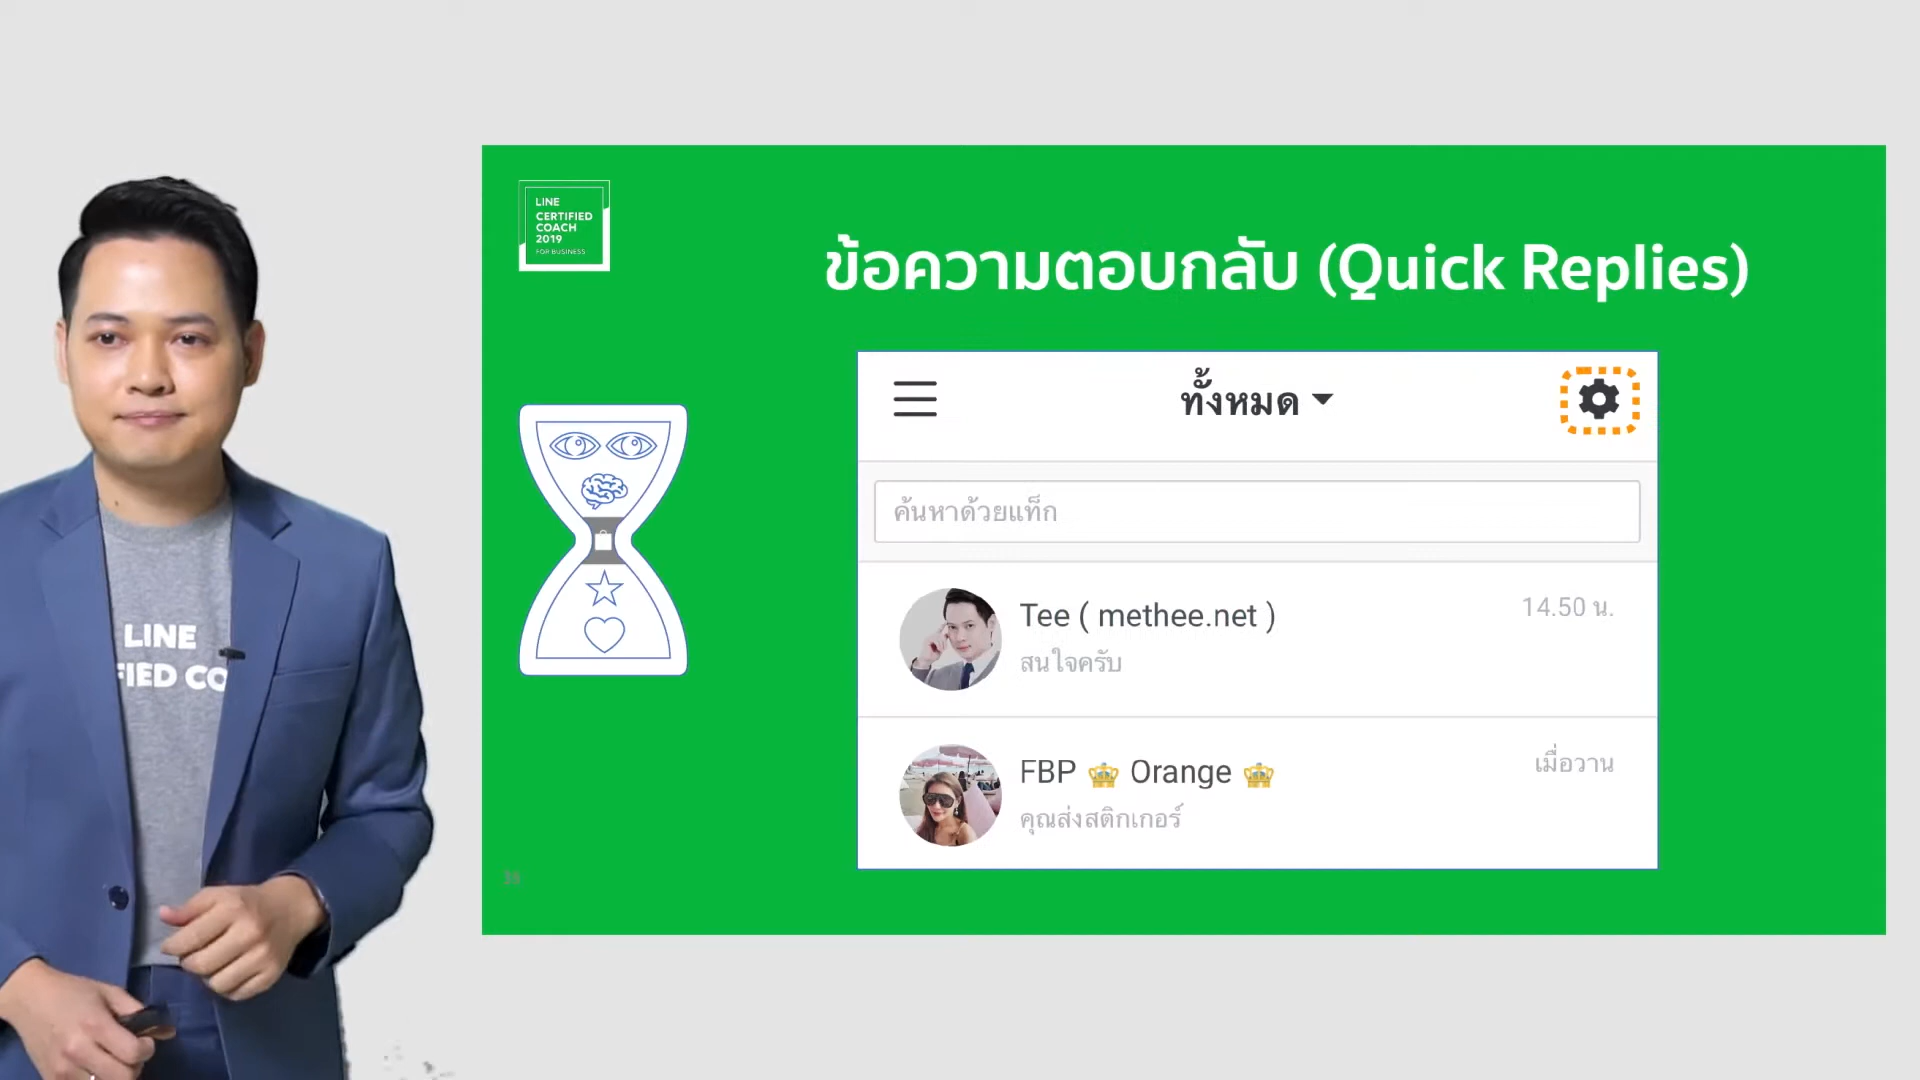 LINE
CERTIFIED
COACH
2019
FOR BUSINESS
ข้อความตอบกลับ (Quick Replies)
ทั้งหมด
ค้นหาด้วยแท็ก
Tee ( methee.net )
14.50 น.
สนใจครับ
FBP 👑 Orange 👑
เมื่อวาน
คุณส่งสติกเกอร์
LINE
FIED CO